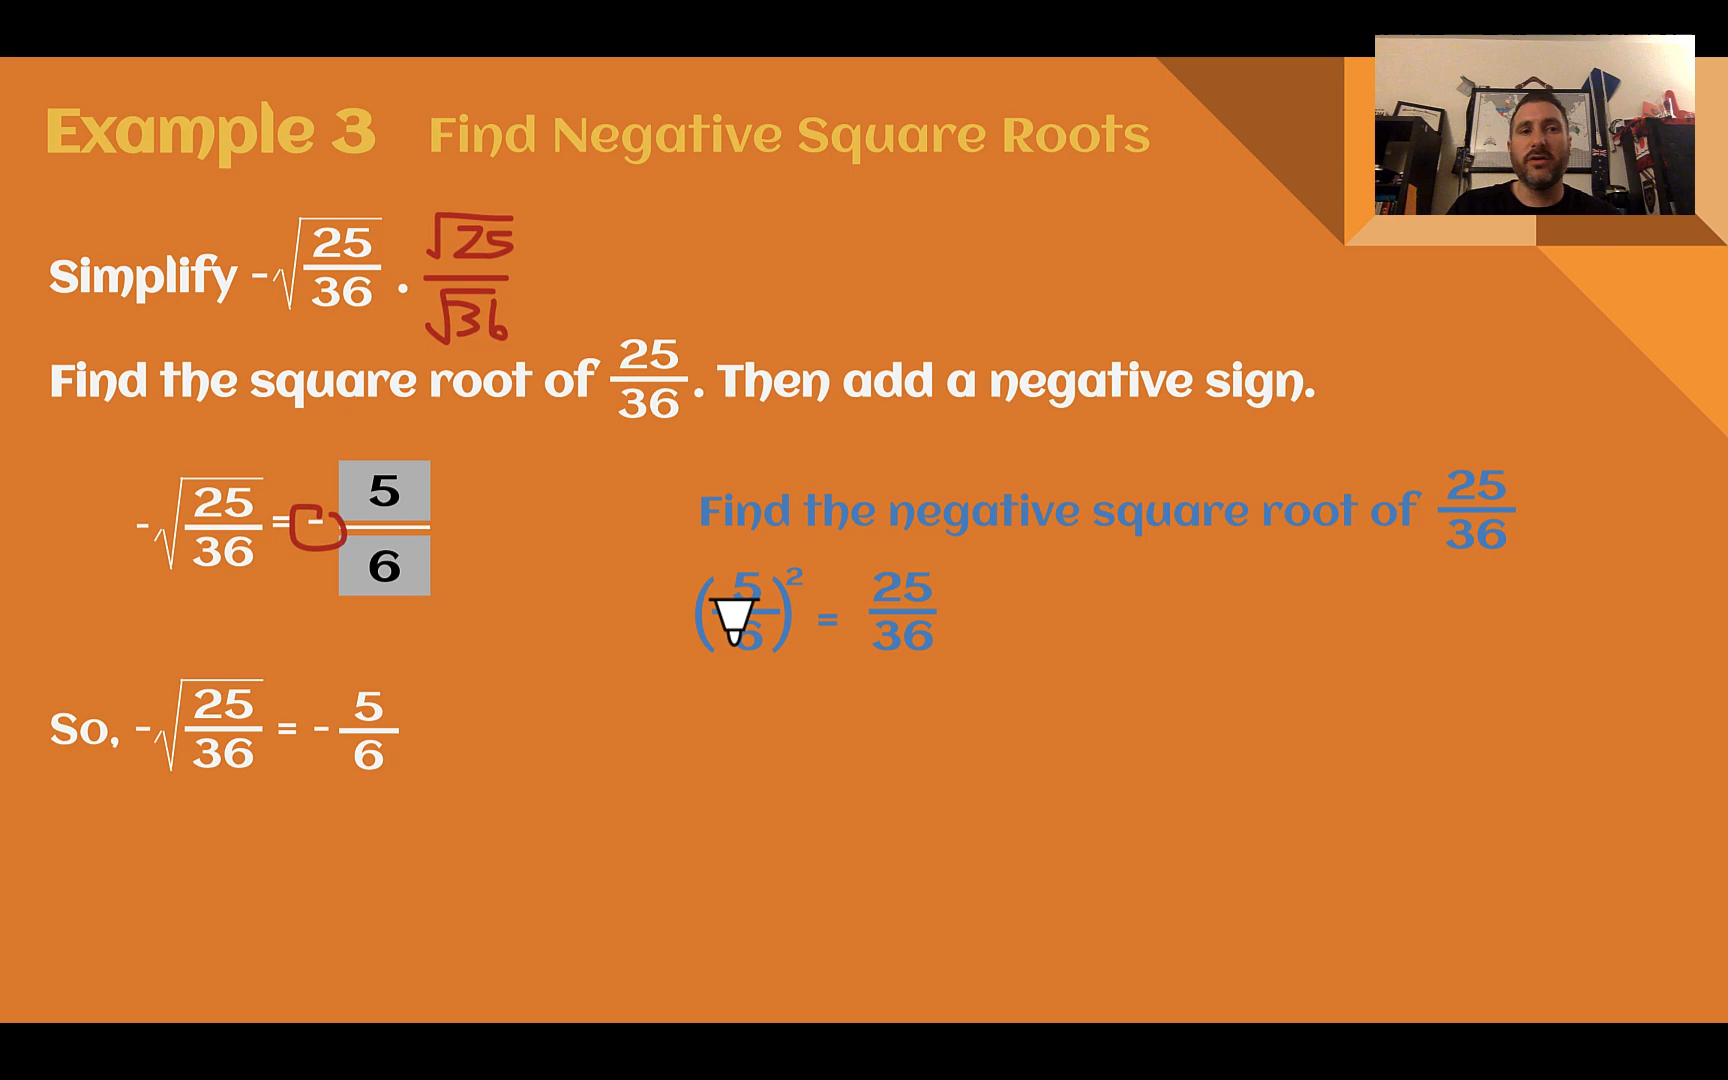 Example 3 Find Negative Square Roots
Simplify -√25/36 . √25/√36
Find the square root of 25/36. Then add a negative sign.
-√25/36 = - 5/6
Find the negative square root of 25/36
(5/6)² = 25/36
So, -√25/36 = - 5/6